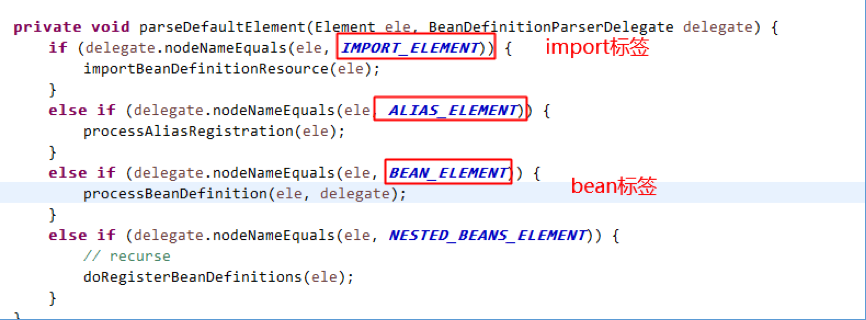 private void parseDefaultElement(Element ele, BeanDefinitionParserDelegate delegate) {
if (delegate.nodeNameEquals(ele, IMPORT_ELEMENT)) { import标签
importBeanDefinitionResource(ele);
}
else if (delegate.nodeNameEquals(ele, ALIAS_ELEMENT)) {
processAliasRegistration(ele);
}
else if (delegate.nodeNameEquals(ele, BEAN_ELEMENT)) {
bean标签
processBeanDefinition(ele, delegate);
}
else if (delegate.nodeNameEquals(ele, NESTED_BEANS_ELEMENT)) {
// recurse
doRegisterBeanDefinitions(ele);
}
}